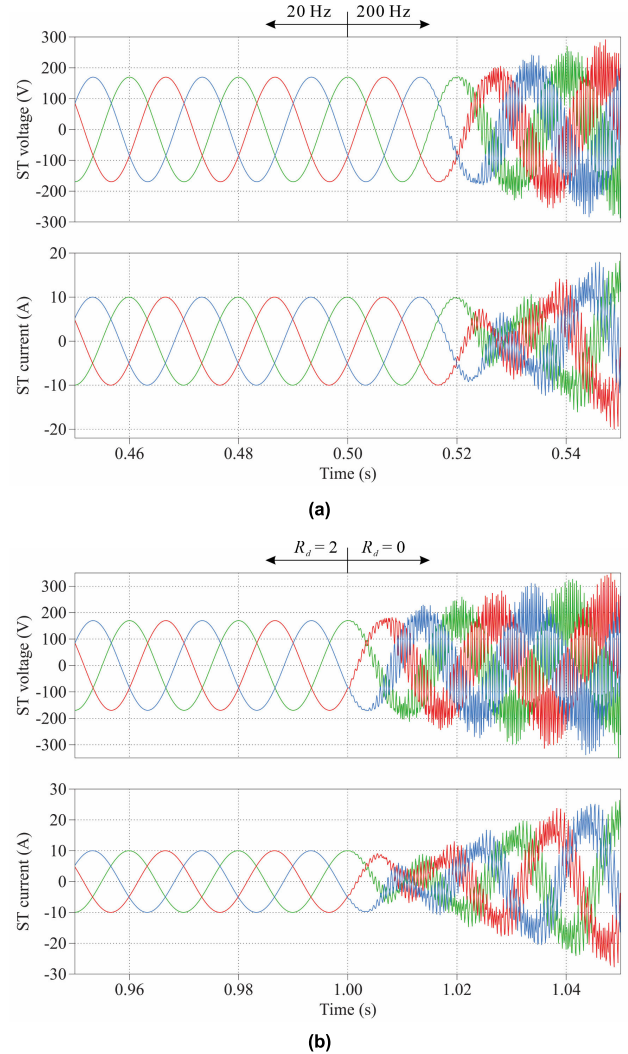 20 Hz 200 Hz
300
200
100
0
-100
-200
-300
ST voltage (V)
20
10
0
-10
-20
ST current (A)
0.46 0.48 0.50 0.52 0.54
Time (s)
(a)
R_d = 2 R_d = 0
300
200
100
0
-100
-200
-300
ST voltage (V)
30
20
10
0
-10
-20
30
ST current (A)
0.96 0.98 1.00 1.02 1.04
Time (s)
(b)